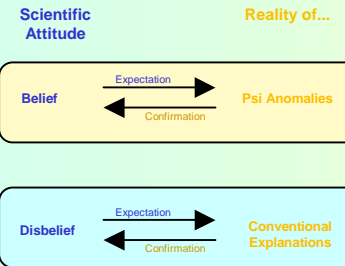 Scientific Attitude
Reality of...
Expectation
Belief
Psi Anomalies
Confirmation
Expectation
Disbelief
Conventional Explanations
Confirmation